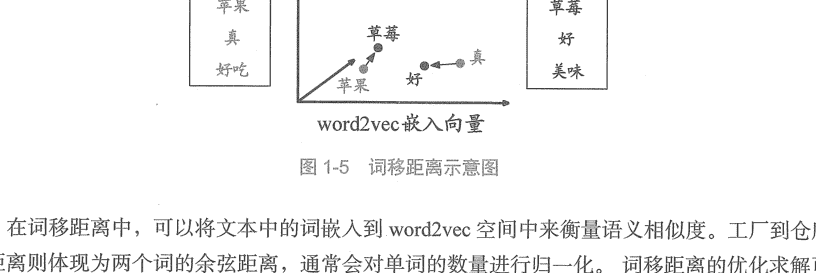 苹果
真
好吃
草莓
苹果
好
真
草莓
好
美味
word2vec嵌入向量
图 1-5 词移距离示意图
在词移距离中，可以将文本中的词嵌入到 word2vec 空间中来衡量语义相似度。工厂到仓
距离则体现为两个词的余弦距离，通常会对单词的数量进行归一化。 词移距离的优化求解